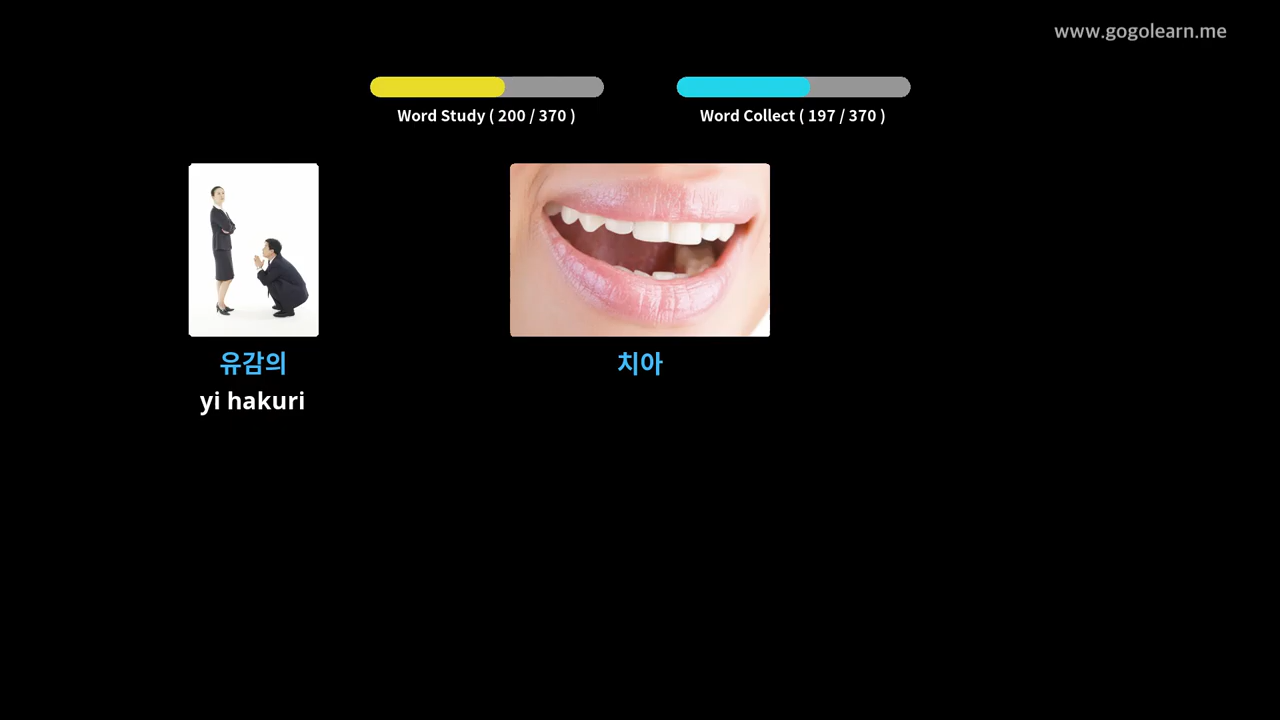 www.gogolearn.me
Word Study ( 200 / 370 )
Word Collect ( 197 / 370 )
유감의
yi hakuri
치아